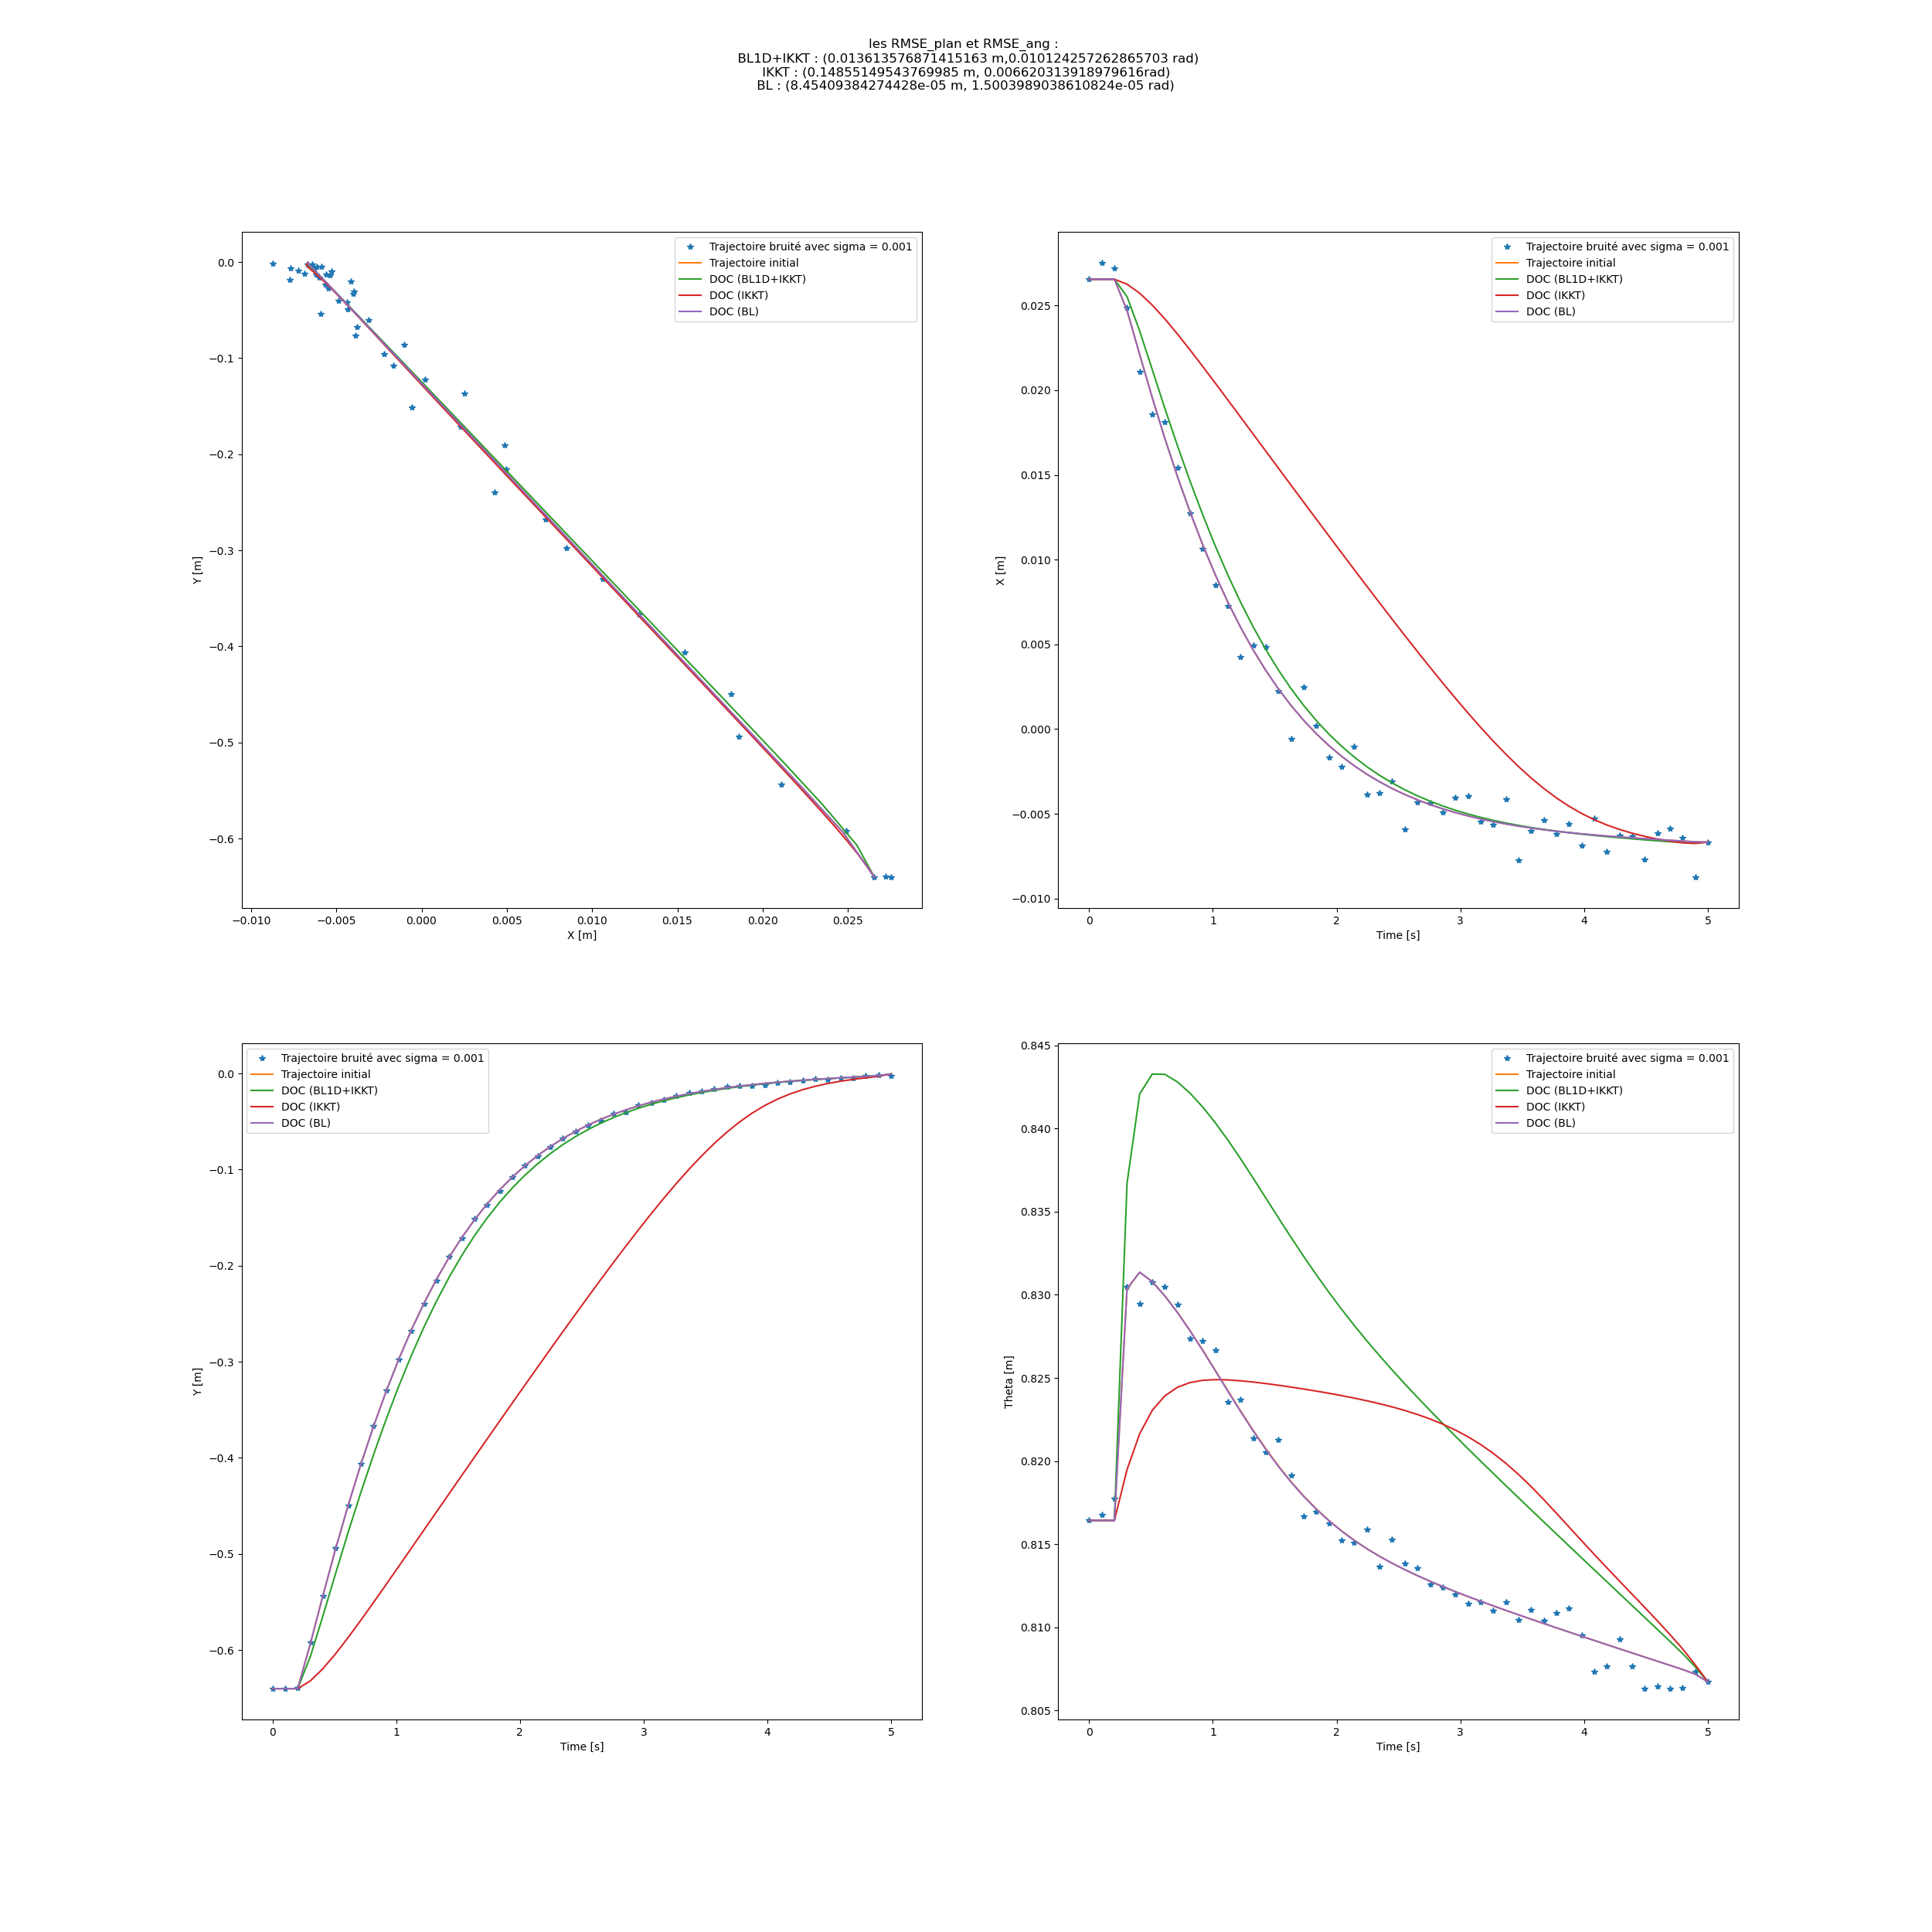 les RMSE_plan et RMSE_ang :
BL1D+IKKT : (0.013613576871415163 m,0.010124257262865703 rad)
IKKT : (0.14855149543769985 m, 0.006620313918979616rad)
BL : (8.45409384274428e-05 m, 1.5003989038610824e-05 rad)
Trajectoire bruité avec sigma = 0.001
Trajectoire initial
DOC (BL1D+IKKT)
DOC (IKKT)
DOC (BL)
0.0
−0.1
−0.2
−0.3
−0.4
−0.5
−0.6
Y [m]
−0.010
−0.005
0.000
0.005
0.010
0.015
0.020
0.025
X [m]
Trajectoire bruité avec sigma = 0.001
Trajectoire initial
DOC (BL1D+IKKT)
DOC (IKKT)
DOC (BL)
0.025
0.020
0.015
0.010
0.005
0.000
−0.005
−0.010
X [m]
0
1
2
3
4
5
Time [s]
Trajectoire bruité avec sigma = 0.001
Trajectoire initial
DOC (BL1D+IKKT)
DOC (IKKT)
DOC (BL)
0.0
−0.1
−0.2
−0.3
−0.4
−0.5
−0.6
Y [m]
0
1
2
3
4
5
Time [s]
Trajectoire bruité avec sigma = 0.001
Trajectoire initial
DOC (BL1D+IKKT)
DOC (IKKT)
DOC (BL)
0.845
0.840
0.835
0.830
0.825
0.820
0.815
0.810
0.805
Theta [m]
0
1
2
3
4
5
Time [s]